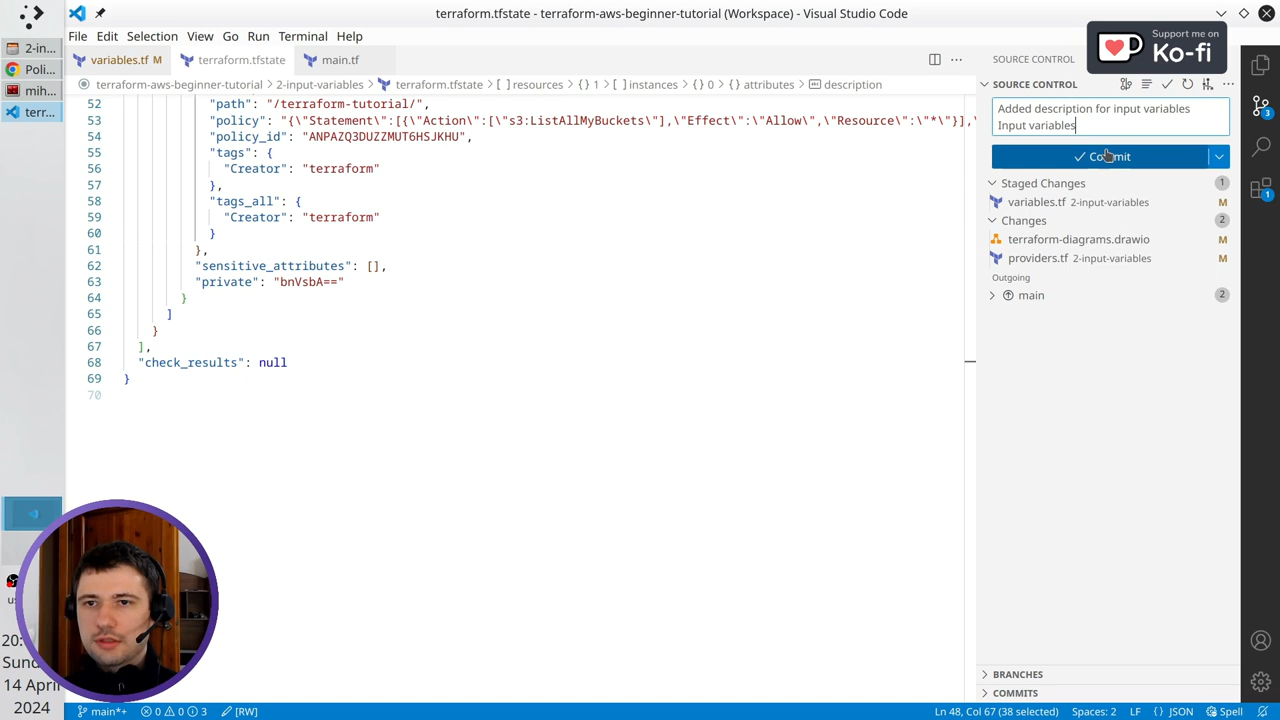 terraform.tfstate - terraform-aws-beginner-tutorial (Workspace) - Visual Studio Code
File Edit Selection View Go Run Terminal Help
Support me on
Ko-fi
2-in...
Poli...
mih...
terr...
variables.tf M
terraform.tfstate
main.tf
terraform-aws-beginner-tutorial > 2-input-variables > terraform.tfstate > [ ] resources > {} 1 > [ ] instances > {} 0 > {} attributes > description
52 "path": "/terraform-tutorial/",
53 "policy": "{\"Statement\":[{\"Action\":[\"s3:ListAllMyBuckets\"],\"Effect\":\"Allow\",\"Resource\":\"*\"}],\
54 "policy_id": "ANPAZQ3DUZZMUT6HSJKHU",
55 "tags": {
56 "Creator": "terraform"
57 },
58 "tags_all": {
59 "Creator": "terraform"
60 }
61 },
62 "sensitive_attributes": [],
63 "private": "bnVsbA=="
64 }
65 ]
66 }
67 ],
68 "check_results": null
69 }
70
SOURCE CONTROL
SOURCE CONTROL
Added description for input variables
Input variables
Commit
Staged Changes 1
variables.tf 2-input-variables M
Changes 2
terraform-diagrams.drawio M
providers.tf 2-input-variables M
Outgoing
main 2
BRANCHES
COMMITS
3
1
20:
Sund
14 April
2024
main*+ 0 0 3 [RW]
Ln 48, Col 67 (38 selected) Spaces: 2 LF {} JSON Spell